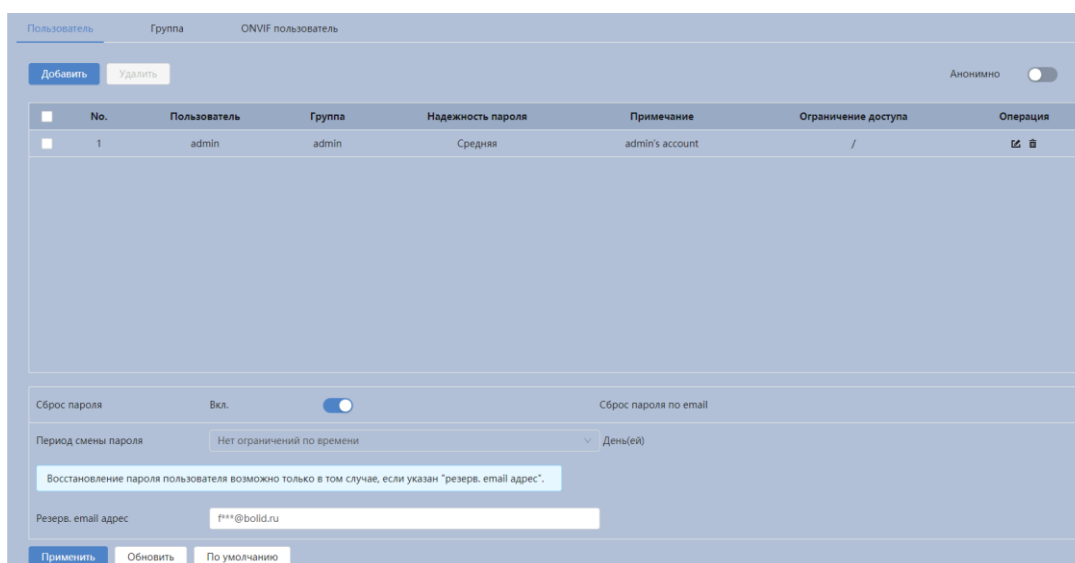 Пользователь Группа ONVIF пользователь
Добавить Удалить Анонимно
No. Пользователь Группа Надежность пароля Примечание Ограничение доступа Операция
1 admin admin Средняя admin's account /
Сброс пароля Вкл. Сброс пароля по email
Период смены пароля Нет ограничений по времени День(ей)
Восстановление пароля пользователя возможно только в том случае, если указан "резерв. email адрес".
Резерв. email адрес f***@bolid.ru
Применить Обновить По умолчанию